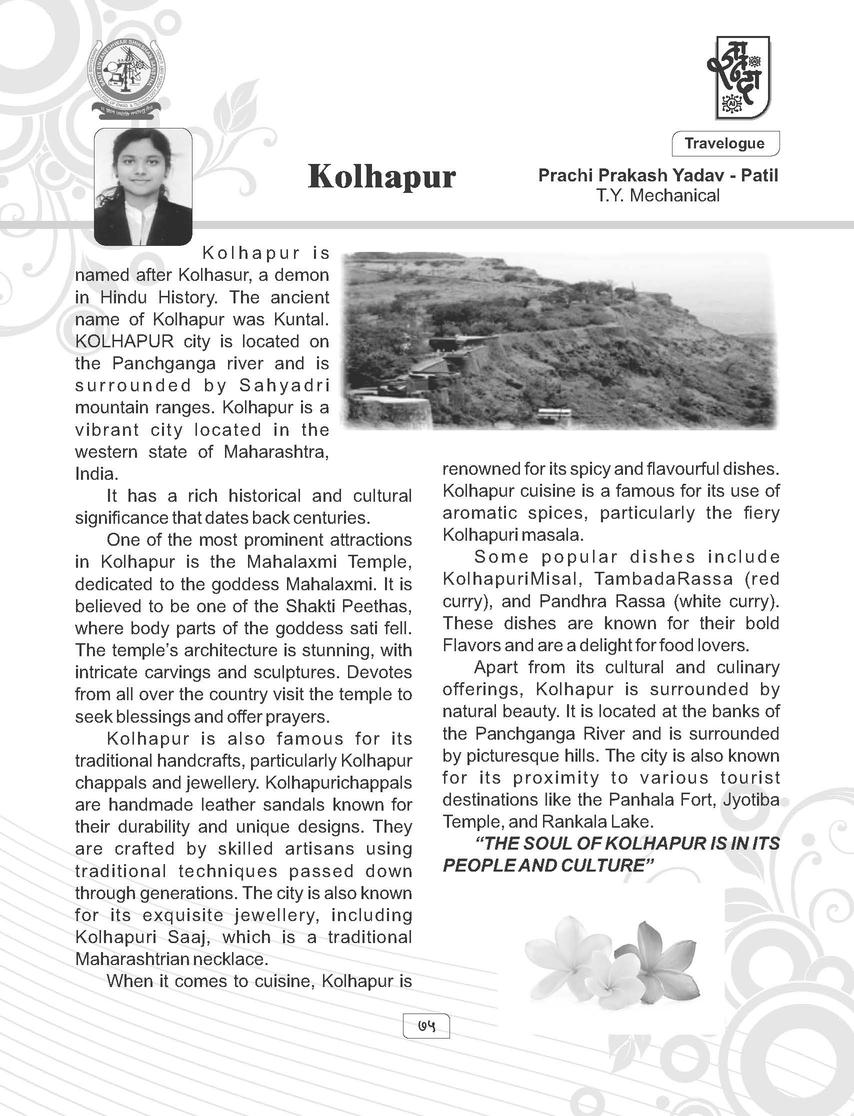 Travelogue
Kolhapur
Prachi Prakash Yadav - Patil
T.Y. Mechanical
Kolhapur is
named after Kolhasur, a demon
in Hindu History. The ancient
name of Kolhapur was Kuntal.
KOLHAPUR city is located on
the Panchganga river and is
surrounded by Sahyadri
mountain ranges. Kolhapur is a
vibrant city located in the
western state of Maharashtra,
India.
It has a rich historical and cultural
significance that dates back centuries.
One of the most prominent attractions
in Kolhapur is the Mahalaxmi Temple,
dedicated to the goddess Mahalaxmi. It is
believed to be one of the Shakti Peethas,
where body parts of the goddess sati fell.
The temple's architecture is stunning, with
intricate carvings and sculptures. Devotes
from all over the country visit the temple to
seek blessings and offer prayers.
Kolhapur is also famous for its
traditional handcrafts, particularly Kolhapur
chappals and jewellery. Kolhapurichappals
are handmade leather sandals known for
their durability and unique designs. They
are crafted by skilled artisans using
traditional techniques passed down
through generations. The city is also known
for its exquisite jewellery, including
Kolhapuri Saaj, which is a traditional
Maharashtrian necklace.
When it comes to cuisine, Kolhapur is
renowned for its spicy and flavourful dishes.
Kolhapur cuisine is a famous for its use of
aromatic spices, particularly the fiery
Kolhapuri masala.
Some popular dishes include
KolhapuriMisal, TambadaRassa (red
curry), and Pandhra Rassa (white curry).
These dishes are known for their bold
Flavors and are a delight for food lovers.
Apart from its cultural and culinary
offerings, Kolhapur is surrounded by
natural beauty. It is located at the banks of
the Panchganga River and is surrounded
by picturesque hills. The city is also known
for its proximity to various tourist
destinations like the Panhala Fort, Jyotiba
Temple, and Rankala Lake.
“THE SOUL OF KOLHAPUR IS IN ITS
PEOPLE AND CULTURE”
७५